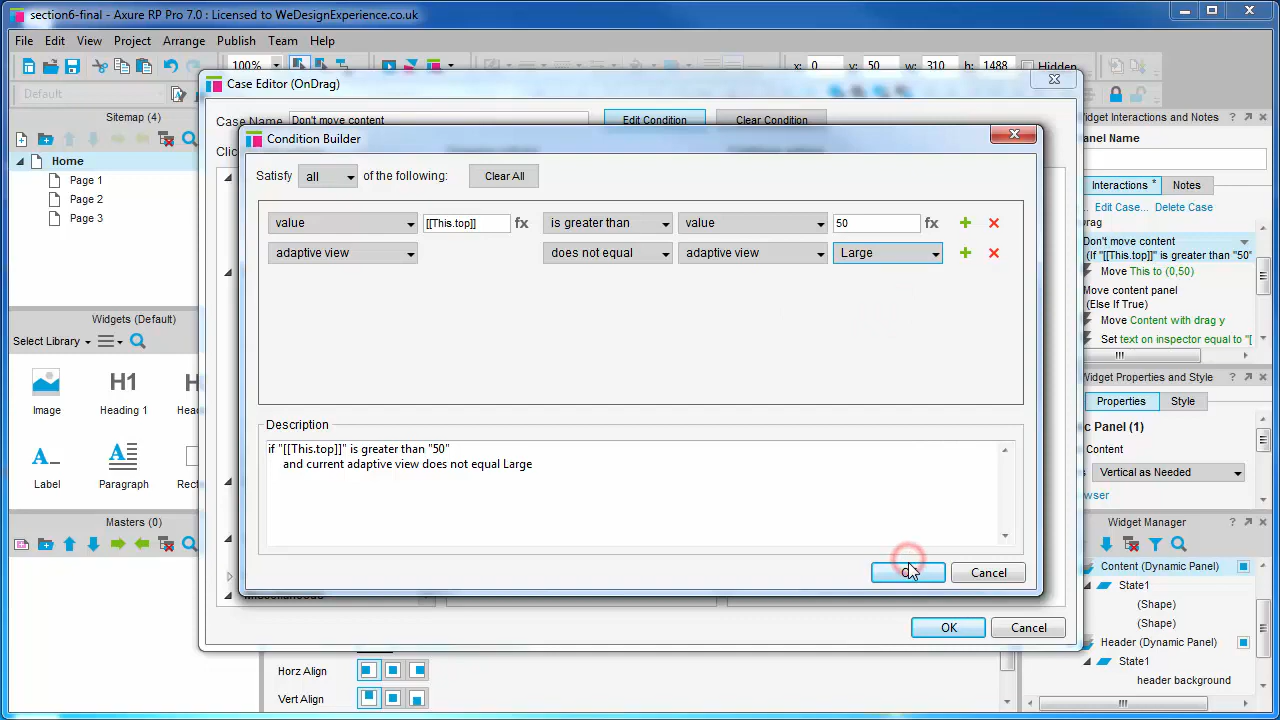 section6-final - Axure RP Pro 7.0 : Licensed to WeDesignExperience.co.uk
File Edit View Project Arrange Publish Team Help
100% x: 0 y: 50 w: 310 h: 1488 Hidden
Default
Sitemap (4)
Home
Page 1
Page 2
Page 3
Widgets (Default)
Select Library
Image
H1
Heading 1
Label
Paragraph
Masters (0)
Case Editor (OnDrag)
Case Name Don't move content Edit Condition Clear Condition
Condition Builder
Satisfy all of the following: Clear All
value [[This.top]] fx is greater than value 50 fx
adaptive view does not equal adaptive view Large
Description
if "[[This.top]]" is greater than "50"
and current adaptive view does not equal Large
Cancel
OK Cancel
Horz Align
Vert Align
Widget Interactions and Notes
Panel Name
Interactions * Notes
Edit Case... Delete Case
Drag
Don't move content
(If "[[This.top]]" is greater than "50"
Move This to (0,50)
Move content panel
(Else If True)
Move Content with drag y
Set text on inspector equal to "[
Widget Properties and Style
Properties Style
Panel (1)
Content
Vertical as Needed
Widget Manager
Content (Dynamic Panel)
State1
(Shape)
(Shape)
Header (Dynamic Panel)
State1
header background